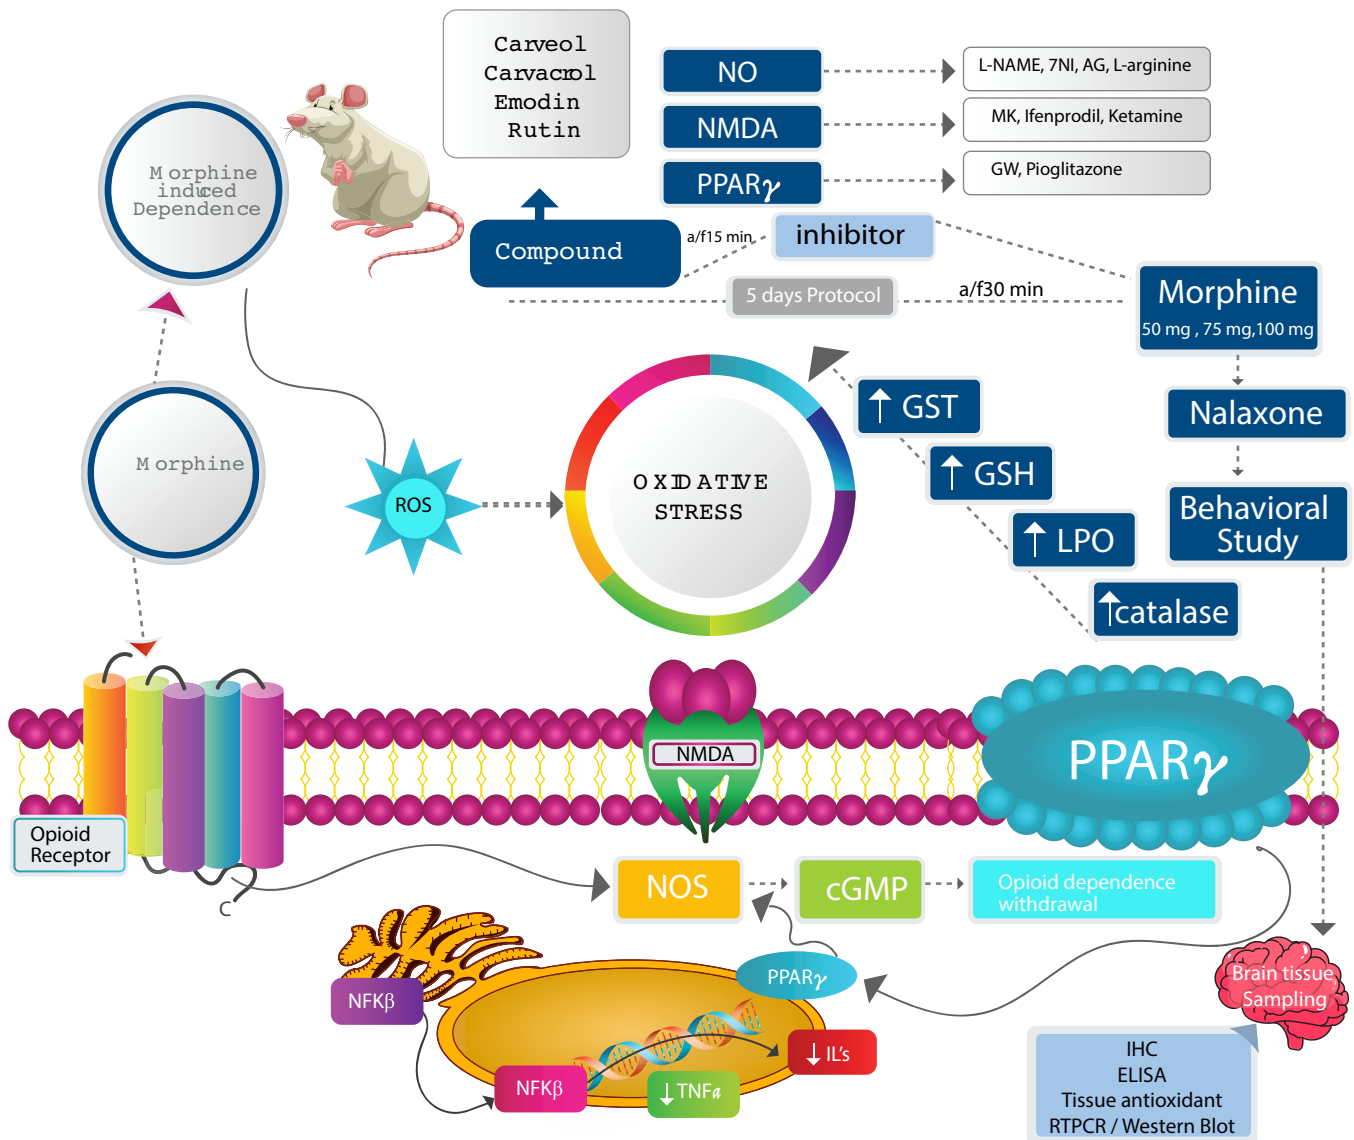 Carveol
Carvacrol
Emodin
Rutin
NO
L-NAME, 7NI, AG, L-arginine
NMDA
MK, Ifenprodil, Ketamine
PPARγ
GW, Pioglitazone
Morphine
induced
Dependence
Compound
a/f15 min
inhibitor
5 days Protocol
a/f30 min
Morphine
50 mg , 75 mg,100 mg
Nalaxone
Behavioral
Study
Morphine
ROS
OXIDATIVE
STRESS
↑ GST
↑ GSH
↑ LPO
↑catalase
NMDA
PPARγ
Opioid
Receptor
C
NOS
cGMP
Opioid dependence
withdrawal
NFKβ
PPARγ
Brain tissue
Sampling
↓ IL's
NFKβ
↓ TNFα
IHC
ELISA
Tissue antioxidant
RTPCR / Western Blot